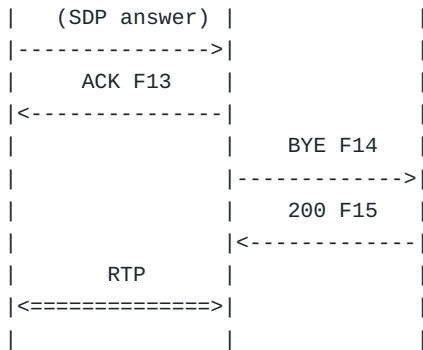 |   (SDP answer) |                |
|--------------->|                |
|     ACK F13    |                |
|<---------------|                |
|                |    BYE F14     |
|                |--------------->|
|                |    200 F15     |
|                |<---------------|
|       RTP      |                |
|<==============>|                |
|                |                |